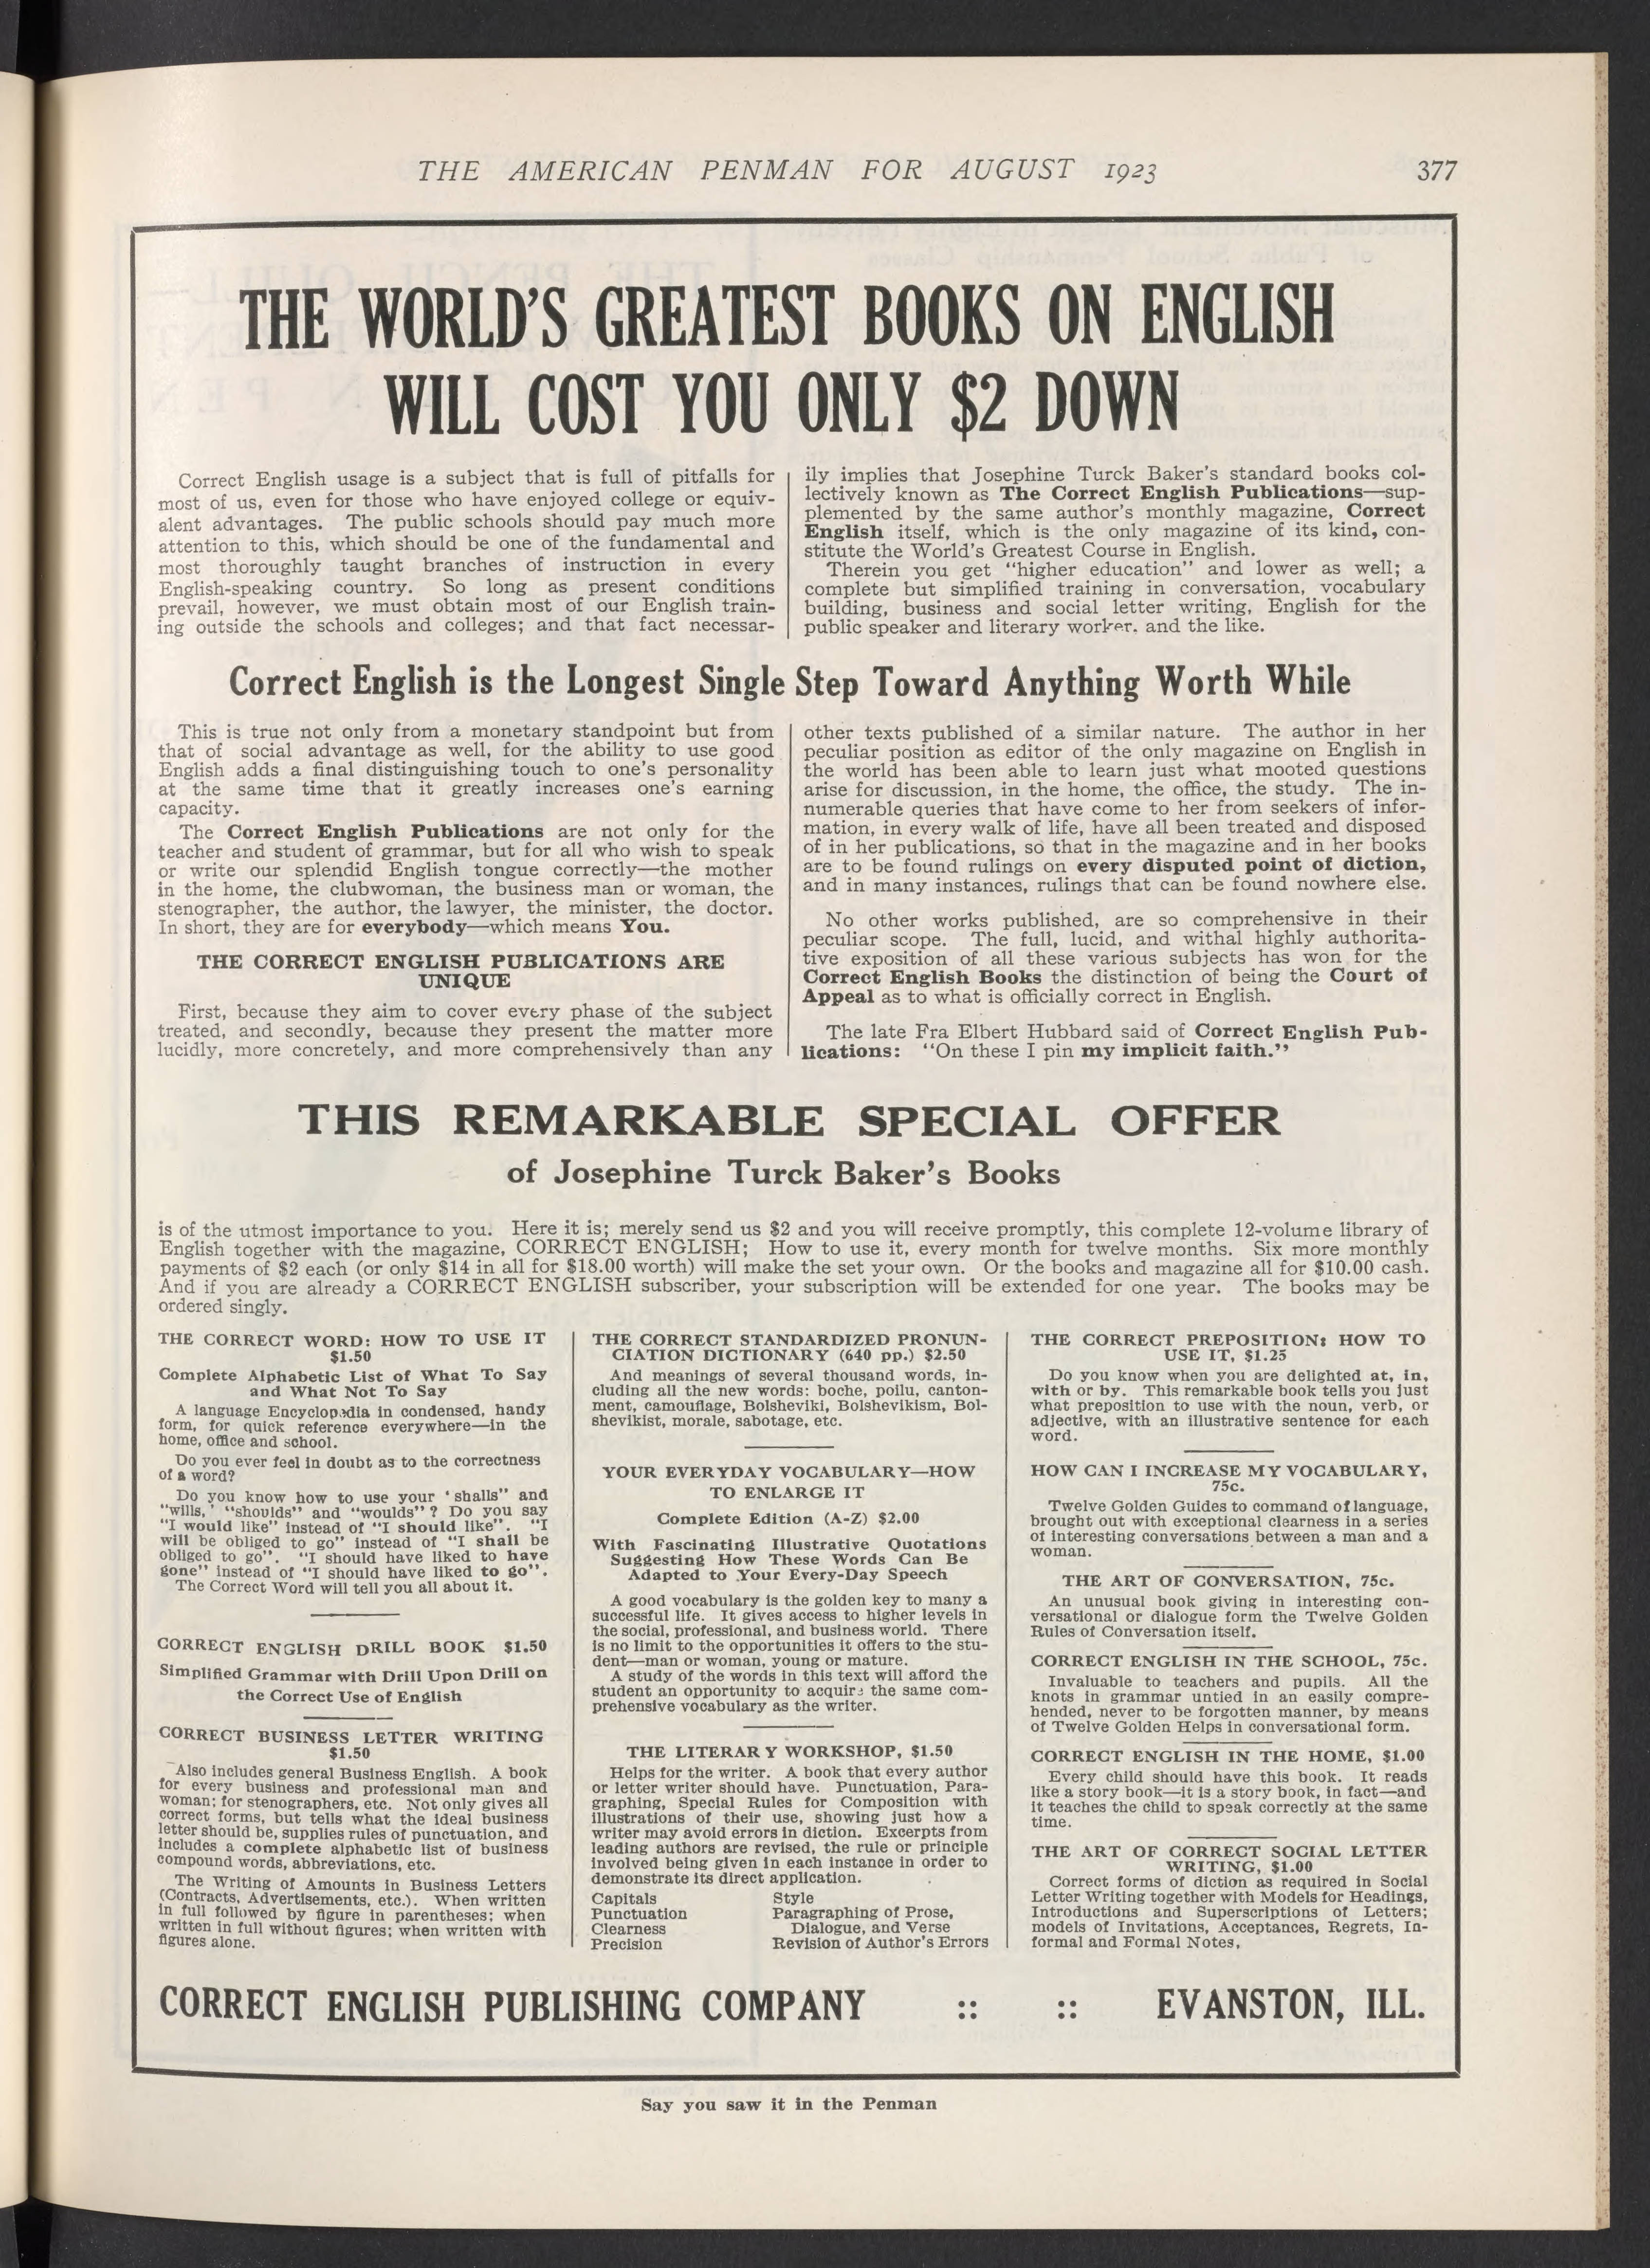 THE AMERICAN PENMAN FOR AUGUST 1923 377
THE WORLD'S GREATEST BOOKS ON ENGLISH
WILL COST YOU ONLY $2 DOWN
Correct English usage is a subject that is full of pitfalls for
most of us, even for those who have enjoyed college or equiv-
alent advantages. The public schools should pay much more
attention to this, which should be one of the fundamental and
most thoroughly taught branches of instruction in every
English-speaking country. So long as present conditions
prevail, however, we must obtain most of our English train-
ing outside the schools and colleges; and that fact necessar-
ily implies that Josephine Turck Baker's standard books col-
lectively known as The Correct English Publications—sup-
plemented by the same author's monthly magazine, Correct
English itself, which is the only magazine of its kind, con-
stitute the World's Greatest Course in English.
Therein you get "higher education" and lower as well; a
complete but simplified training in conversation, vocabulary
building, business and social letter writing, English for the
public speaker and literary worker, and the like.
Correct English is the Longest Single Step Toward Anything Worth While
This is true not only from a monetary standpoint but from
that of social advantage as well, for the ability to use good
English adds a final distinguishing touch to one's personality
at the same time that it greatly increases one's earning
capacity.
The Correct English Publications are not only for the
teacher and student of grammar, but for all who wish to speak
or write our splendid English tongue correctly—the mother
in the home, the clubwoman, the business man or woman, the
stenographer, the author, the lawyer, the minister, the doctor.
In short, they are for everybody—which means You.
THE CORRECT ENGLISH PUBLICATIONS ARE
UNIQUE
First, because they aim to cover every phase of the subject
treated, and secondly, because they present the matter more
lucidly, more concretely, and more comprehensively than any
other texts published of a similar nature. The author in her
peculiar position as editor of the only magazine on English in
the world has been able to learn just what mooted questions
arise for discussion, in the home, the office, the study. The in-
numerable queries that have come to her from seekers of infor-
mation, in every walk of life, have all been treated and disposed
of in her publications, so that in the magazine and in her books
are to be found rulings on every disputed point of diction,
and in many instances, rulings that can be found nowhere else.
No other works published, are so comprehensive in their
peculiar scope. The full, lucid, and withal highly authorita-
tive exposition of all these various subjects has won for the
Correct English Books the distinction of being the Court of
Appeal as to what is officially correct in English.
The late Fra Elbert Hubbard said of Correct English Pub-
lications: "On these I pin my implicit faith."
THIS REMARKABLE SPECIAL OFFER
of Josephine Turck Baker's Books
is of the utmost importance to you. Here it is; merely send us $2 and you will receive promptly, this complete 12-volume library of
English together with the magazine, CORRECT ENGLISH; How to use it, every month for twelve months. Six more monthly
payments of $2 each (or only $14 in all for $18.00 worth) will make the set your own. Or the books and magazine all for $10.00 cash.
And if you are already a CORRECT ENGLISH subscriber, your subscription will be extended for one year. The books may be
ordered singly.
THE CORRECT WORD: HOW TO USE IT
$1.50
Complete Alphabetic List of What To Say
and What Not To Say
A language Encyclopædia in condensed, handy
form, for quick reference everywhere—in the
home, office and school.
Do you ever feel in doubt as to the correctness
of a word?
Do you know how to use your 'shalls" and
"wills,' "shoulds" and "woulds"? Do you say
"I would like" instead of "I should like". "I
will be obliged to go" instead of "I shall be
obliged to go". "I should have liked to have
gone" instead of "I should have liked to go".
The Correct Word will tell you all about it.
CORRECT ENGLISH DRILL BOOK $1.50
Simplified Grammar with Drill Upon Drill on
the Correct Use of English
CORRECT BUSINESS LETTER WRITING
$1.50
Also includes general Business English. A book
for every business and professional man and
woman; for stenographers, etc. Not only gives all
correct forms, but tells what the ideal business
letter should be, supplies rules of punctuation, and
includes a complete alphabetic list of business
compound words, abbreviations, etc.
The Writing of Amounts in Business Letters
(Contracts, Advertisements, etc.). When written
in full followed by figure in parentheses; when
written in full without figures; when written with
figures alone.
THE CORRECT STANDARDIZED PRONUN-
CIATION DICTIONARY (640 pp.) $2.50
And meanings of several thousand words, in-
cluding all the new words: boche, poilu, canton-
ment, camouflage, Bolsheviki, Bolshevikism, Bol-
shevikist, morale, sabotage, etc.
YOUR EVERYDAY VOCABULARY—HOW
TO ENLARGE IT
Complete Edition (A-Z) $2.00
With Fascinating Illustrative Quotations
Suggesting How These Words Can Be
Adapted to Your Every-Day Speech
A good vocabulary is the golden key to many a
successful life. It gives access to higher levels in
the social, professional, and business world. There
is no limit to the opportunities it offers to the stu-
dent—man or woman, young or mature.
A study of the words in this text will afford the
student an opportunity to acquire the same com-
prehensive vocabulary as the writer.
THE LITERARY WORKSHOP, $1.50
Helps for the writer. A book that every author
or letter writer should have. Punctuation, Para-
graphing, Special Rules for Composition with
illustrations of their use, showing just how a
writer may avoid errors in diction. Excerpts from
leading authors are revised, the rule or principle
involved being given in each instance in order to
demonstrate its direct application.
Capitals Style
Punctuation Paragraphing of Prose,
Clearness Dialogue, and Verse
Precision Revision of Author's Errors
THE CORRECT PREPOSITION: HOW TO
USE IT, $1.25
Do you know when you are delighted at, in,
with or by. This remarkable book tells you just
what preposition to use with the noun, verb, or
adjective, with an illustrative sentence for each
word.
HOW CAN I INCREASE MY VOCABULARY,
75c.
Twelve Golden Guides to command of language,
brought out with exceptional clearness in a series
of interesting conversations between a man and a
woman.
THE ART OF CONVERSATION, 75c.
An unusual book giving in interesting con-
versational or dialogue form the Twelve Golden
Rules of Conversation itself.
CORRECT ENGLISH IN THE SCHOOL, 75c.
Invaluable to teachers and pupils. All the
knots in grammar untied in an easily compre-
hended, never to be forgotten manner, by means
of Twelve Golden Helps in conversational form.
CORRECT ENGLISH IN THE HOME, $1.00
Every child should have this book. It reads
like a story book—it is a story book, in fact—and
it teaches the child to speak correctly at the same
time.
THE ART OF CORRECT SOCIAL LETTER
WRITING, $1.00
Correct forms of diction as required in Social
Letter Writing together with Models for Headings,
Introductions and Superscriptions of Letters;
models of Invitations, Acceptances, Regrets, In-
formal and Formal Notes,
CORRECT ENGLISH PUBLISHING COMPANY :: :: EVANSTON, ILL.
Say you saw it in the Penman